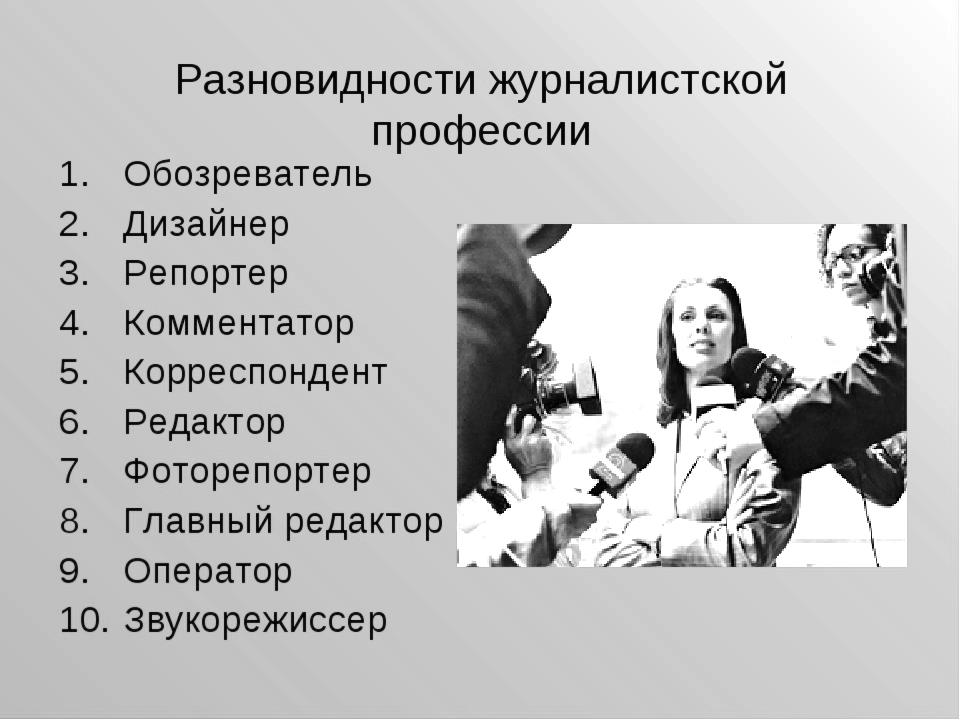 Разновидности журналистской
профессии
1. Обозреватель
2. Дизайнер
3. Репортер
4. Комментатор
5. Корреспондент
6. Редактор
7. Фоторепортер
8. Главный редактор
9. Оператор
10. Звукорежиссер